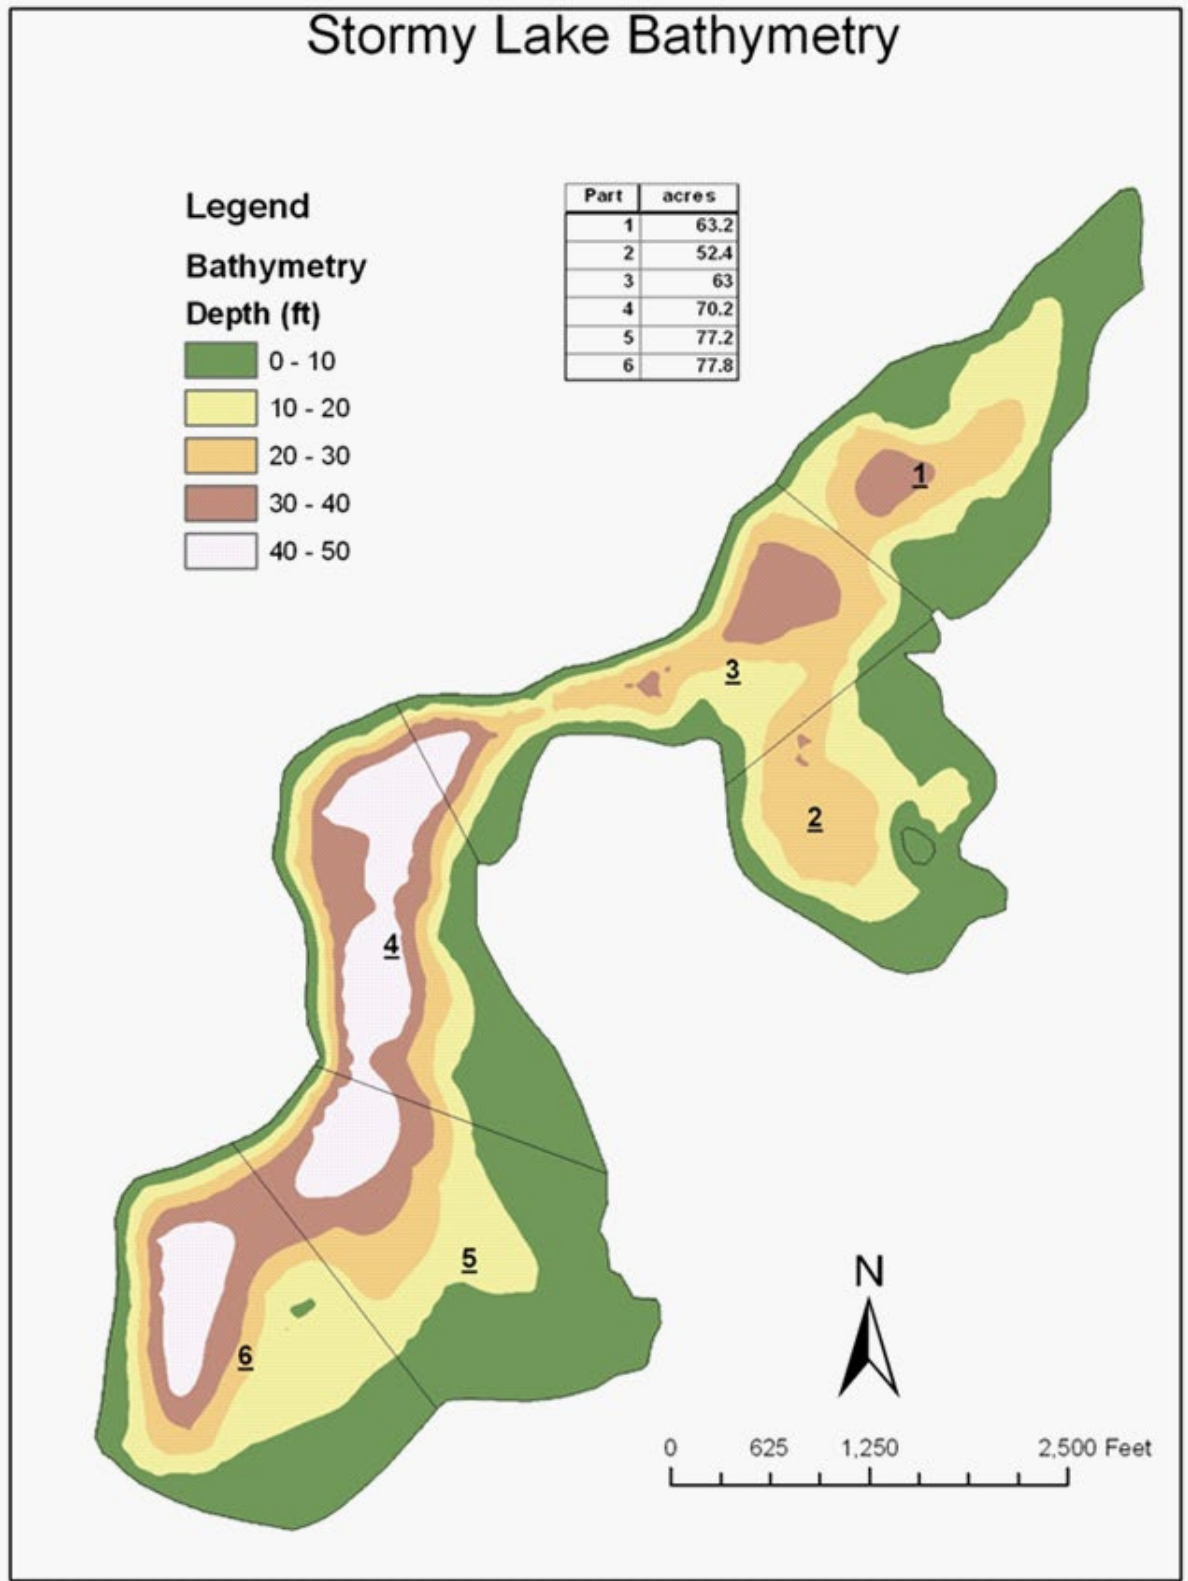 Stormy Lake Bathymetry
Legend
Bathymetry
Depth (ft)
0 - 10
10 - 20
20 - 30
30 - 40
40 - 50
Part acres
1 63.2
2 52.4
3 63
4 70.2
5 77.2
6 77.8
1
3
2
4
5
6
N
0 625 1,250 2,500 Feet